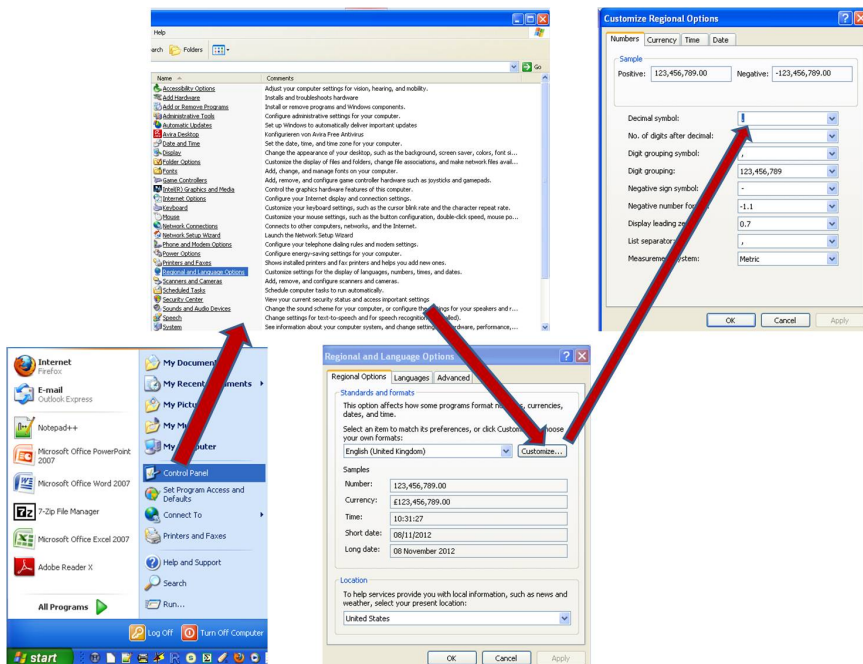 Help
arch Folders
Go
Name Comments
Accessibility Options Adjust your computer settings for vision, hearing, and mobility.
Add Hardware Installs and troubleshoots hardware
Add or Remove Programs Install or remove programs and Windows components.
Administrative Tools Configure administrative settings for your computer.
Automatic Updates Set up Windows to automatically deliver important updates
Avira Desktop Konfigurieren von Avira Free Antivirus
Date and Time Set the date, time, and time zone for your computer.
Display Change the appearance of your desktop, such as the background, screen saver, colors, font si...
Folder Options Customize the display of files and folders, change file associations, and make network files avail...
Fonts Add, change, and manage fonts on your computer.
Game Controllers Add, remove, and configure game controller hardware such as joysticks and gamepads.
Intel(R) Graphics and Media Control the graphics hardware features of this computer.
Internet Options Configure your Internet display and connection settings.
Keyboard Customize your keyboard settings, such as the cursor blink rate and the character repeat rate.
Mouse Customize your mouse settings, such as the button configuration, double-click speed, mouse po...
Network Connections Connects to other computers, networks, and the Internet.
Network Setup Wizard Launch the Network Setup Wizard
Phone and Modem Options Configure your telephone dialing rules and modem settings.
Power Options Configure energy-saving settings for your computer.
Printers and Faxes Shows installed printers and fax printers and helps you add new ones.
Regional and Language Options Customize settings for the display of languages, numbers, times, and dates.
Scanners and Cameras Add, remove, and configure scanners and cameras.
Scheduled Tasks Schedule computer tasks to run automatically.
Security Center View your current security status and access important settings
Sounds and Audio Devices Change the sound scheme for your computer, or configure the settings for your speakers and r...
Speech Change settings for text-to-speech and for speech recognition
System See information about your computer system, and change settings hardware, performance,...
Customize Regional Options
Numbers Currency Time Date
Sample
Positive: 123,456,789.00 Negative: -123,456,789.00
Decimal symbol:
No. of digits after decimal:
Digit grouping symbol: ,
Digit grouping: 123,456,789
Negative sign symbol: -
Negative number -1.1
Display leading 0.7
List separator: ,
Measurement system: Metric
OK Cancel Apply
Internet
Firefox
E-mail
Outlook Express
Notepad++
Microsoft Office PowerPoint
2007
Microsoft Office Word 2007
7-Zip File Manager
Microsoft Office Excel 2007
Adobe Reader X
All Programs
My Document
My Recent Documents
My Pictu
My M
My Computer
Control Panel
Set Program Access and
Defaults
Connect To
Printers and Faxes
Help and Support
Search
Run...
Log Off Turn Off Computer
start
Regional and Language Options
Regional Options Languages Advanced
Standards and formats
This option affects how some programs format numbers, currencies,
dates, and time.
Select an item to match its preferences, or click Customize choose
your own formats:
English (United Kingdom) Customize...
Samples
Number: 123,456,789.00
Currency: £123,456,789.00
Time: 10:31:27
Short date: 08/11/2012
Long date: 08 November 2012
Location
To help services provide you with local information, such as news and
weather, select your present location:
United States
OK Cancel Apply